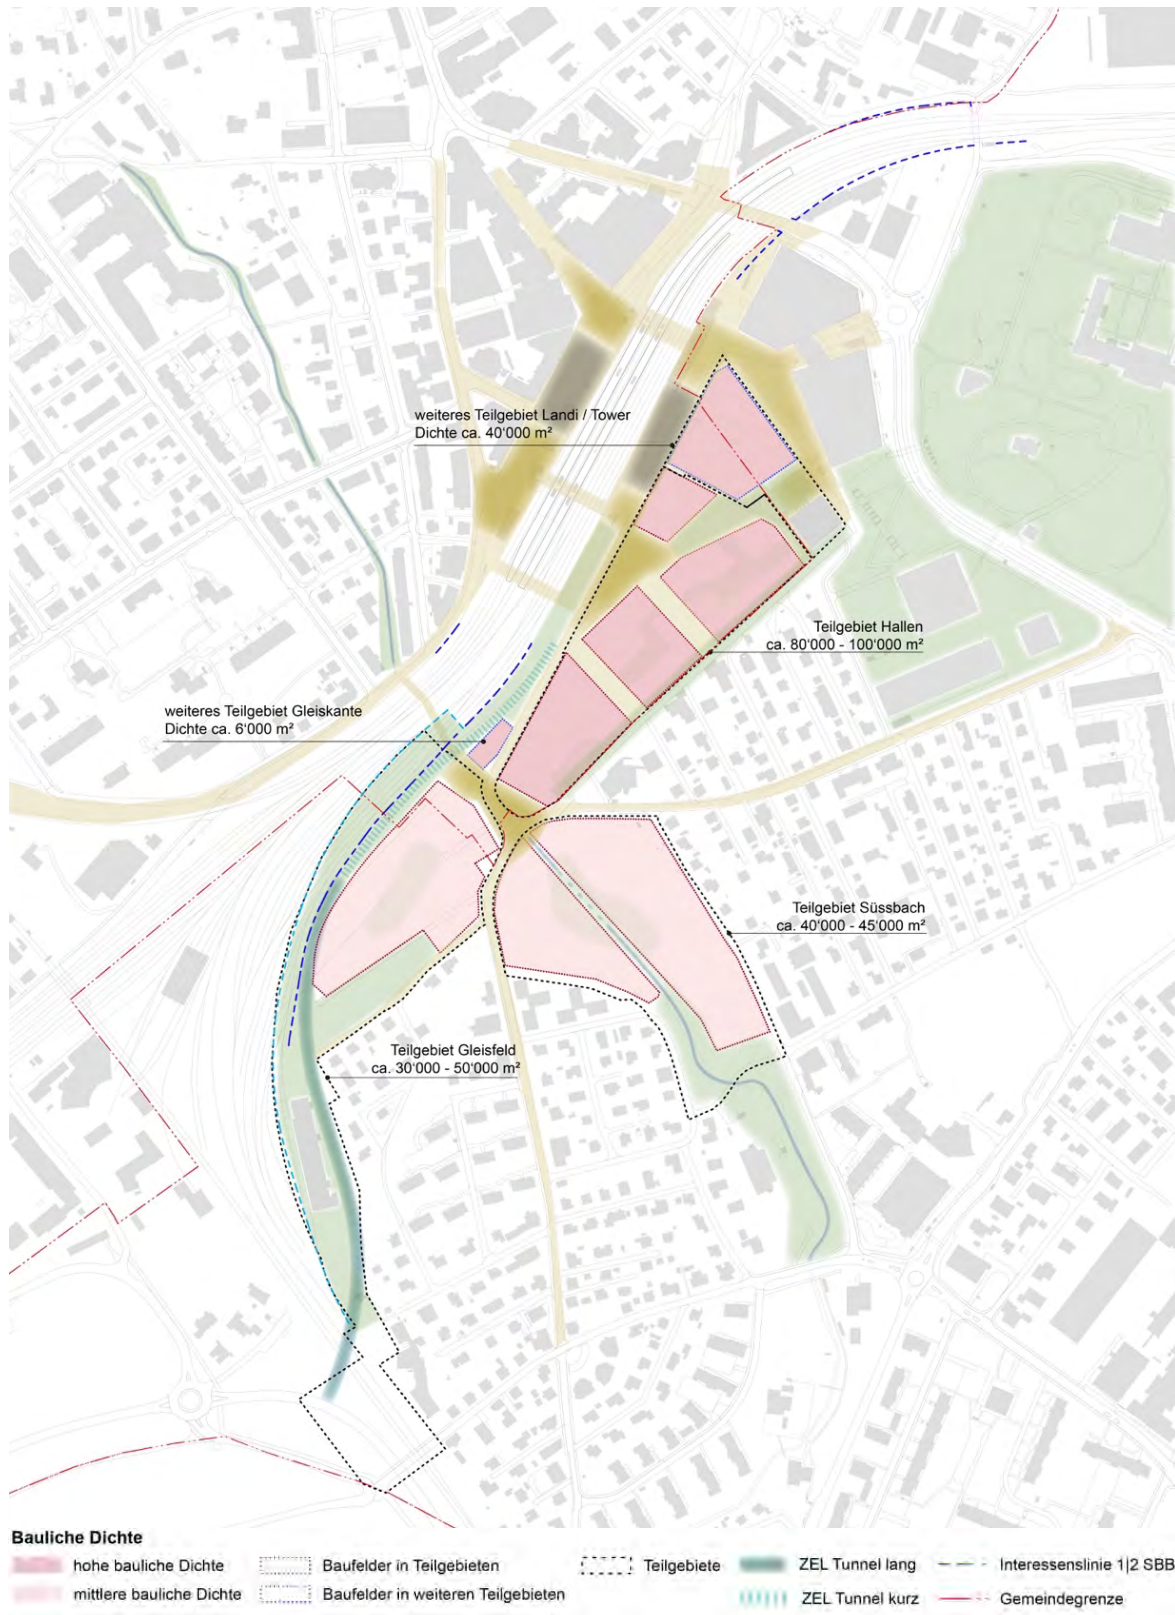 weiteres Teilgebiet Landi / Tower
Dichte ca. 40'000 m²
Teilgebiet Hallen
ca. 80'000 - 100'000 m²
weiteres Teilgebiet Gleiskante
Dichte ca. 6'000 m²
Teilgebiet Süssbach
ca. 40'000 - 45'000 m²
Teilgebiet Gleisfeld
ca. 30'000 - 50'000 m²
Bauliche Dichte
hohe bauliche Dichte
Baufelder in Teilgebieten
Teilgebiete
ZEL Tunnel lang
Interessenslinie 1|2 SBB
mittlere bauliche Dichte
Baufelder in weiteren Teilgebieten
ZEL Tunnel kurz
Gemeindegrenze